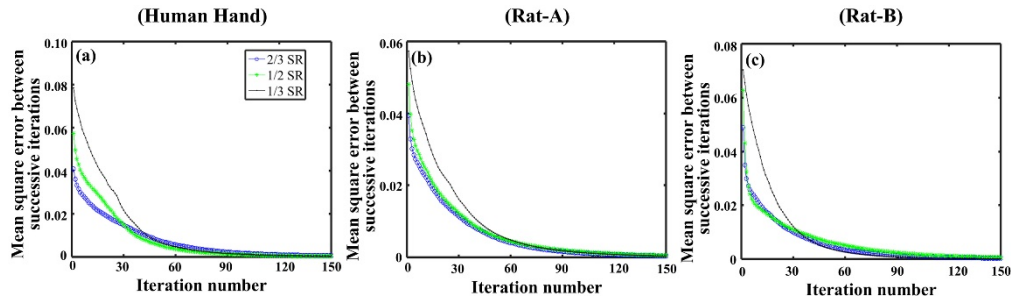 (Human Hand)
(Rat-A)
(Rat-B)
Mean square error between
successive iterations
0.10
0.08
0.06
0.04
0.02
0
(a)
2/3 SR
1/2 SR
1/3 SR
0 30 60 90 120 150
Iteration number
Mean square error between
successive iterations
0.06
0.04
0.02
0
(b)
0 30 60 90 120 150
Iteration number
Mean square error between
successive iterations
0.08
0.06
0.04
0.02
0
(c)
0 30 60 90 120 150
Iteration number